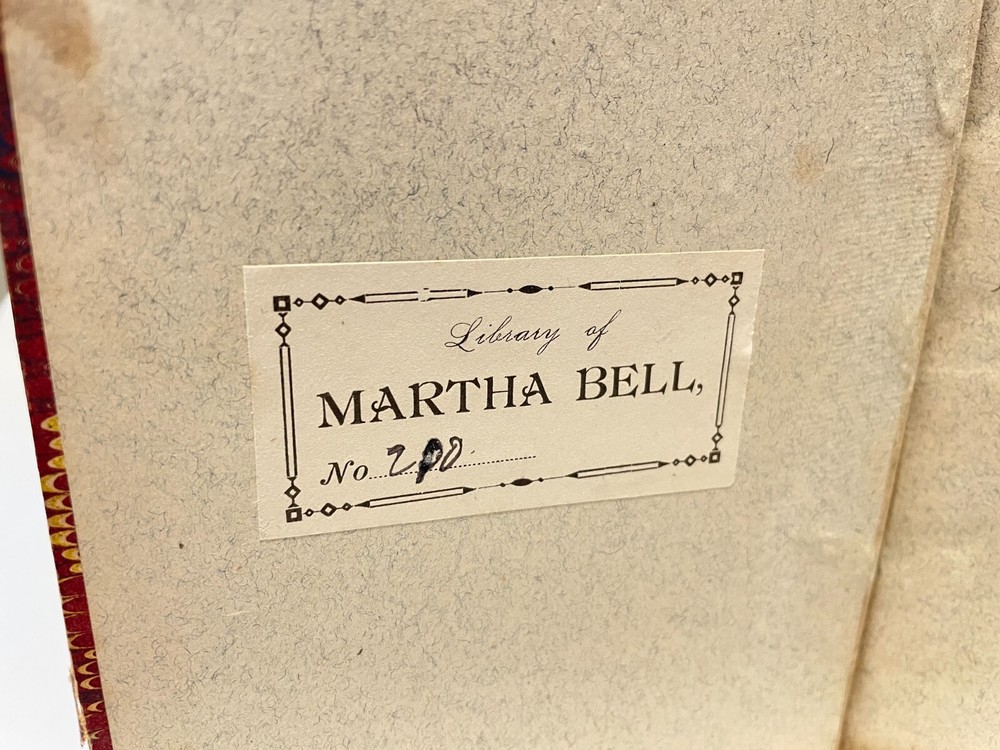 Library of
MARTHA BELL,
No